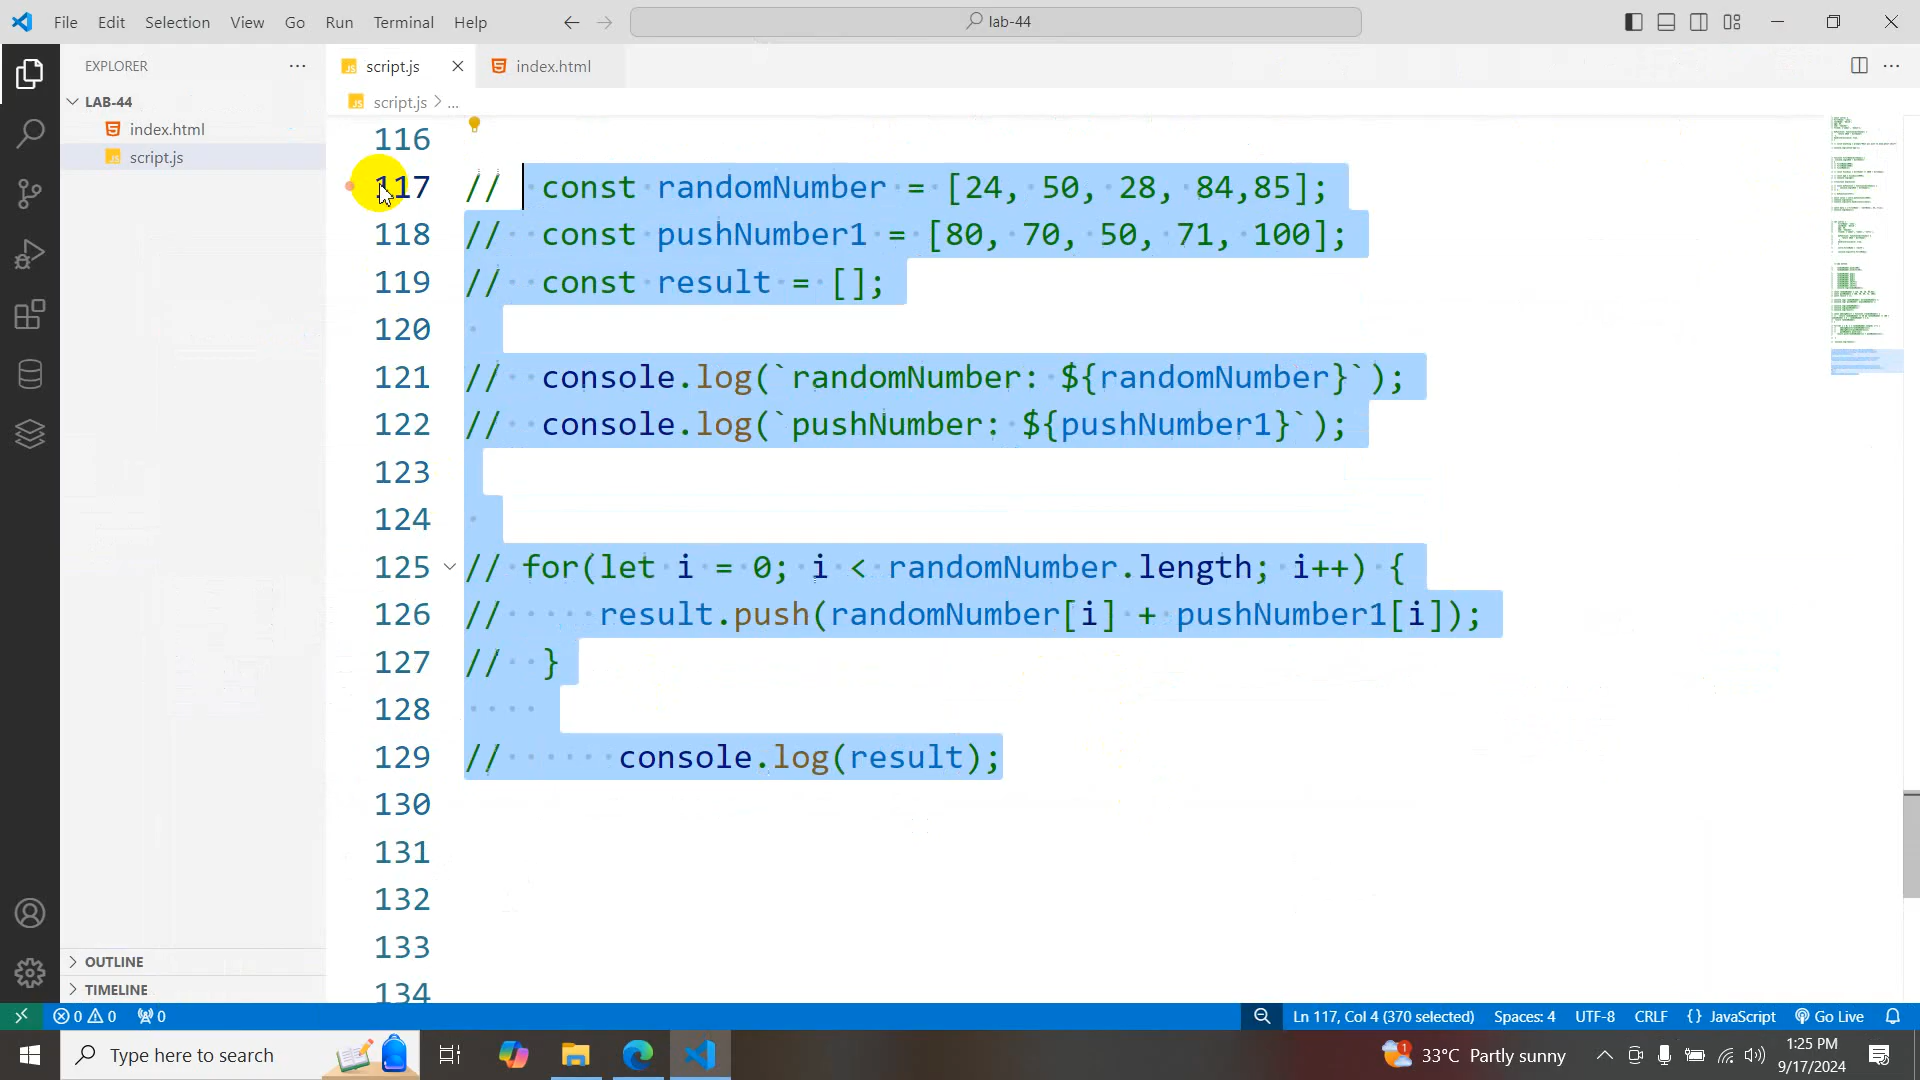 File Edit Selection View Go Run Terminal Help
lab-44
EXPLORER
LAB-44
index.html
script.js
OUTLINE
TIMELINE
script.js
index.html
script.js > ...
116
117 // const randomNumber = [24, 50, 28, 84,85];
118 // const pushNumber1 = [80, 70, 50, 71, 100];
119 // const result = [];
120
121 // console.log(`randomNumber: ${randomNumber}`);
122 // console.log(`pushNumber: ${pushNumber1}`);
123
124
125 // for(let i = 0; i < randomNumber.length; i++) {
126 // result.push(randomNumber[i] + pushNumber1[i]);
127 // }
128
129 // console.log(result);
130
131
132
133
134
0 0 0
Ln 117, Col 4 (370 selected) Spaces: 4 UTF-8 CRLF {} JavaScript Go Live
Type here to search
1
33°C Partly sunny
1:25 PM
9/17/2024